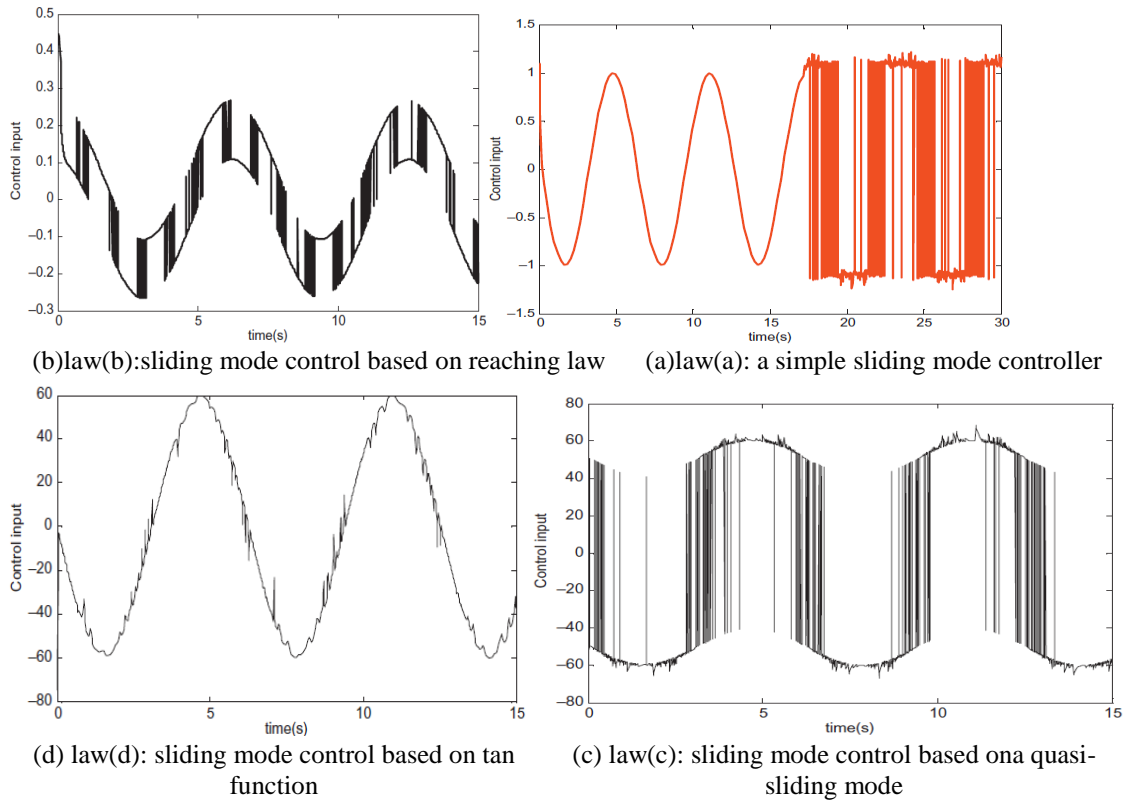 0.5
0.4
0.3
0.2
0.1
0
−0.1
−0.2
−0.3
Control input
0 5 10 15
time(s)
1.5
1
0.5
0
−0.5
−1
−1.5
Control input
0 5 10 15 20 25 30
time(s)
(b)law(b):sliding mode control based on reaching law
(a)law(a): a simple sliding mode controller
60
40
20
0
−20
−40
−60
−80
Control input
0 5 10 15
time(s)
80
60
40
20
0
−20
−40
−60
−80
Control input
0 5 10 15
time(s)
(d) law(d): sliding mode control based on tan
function
(c) law(c): sliding mode control based ona quasi-
sliding mode